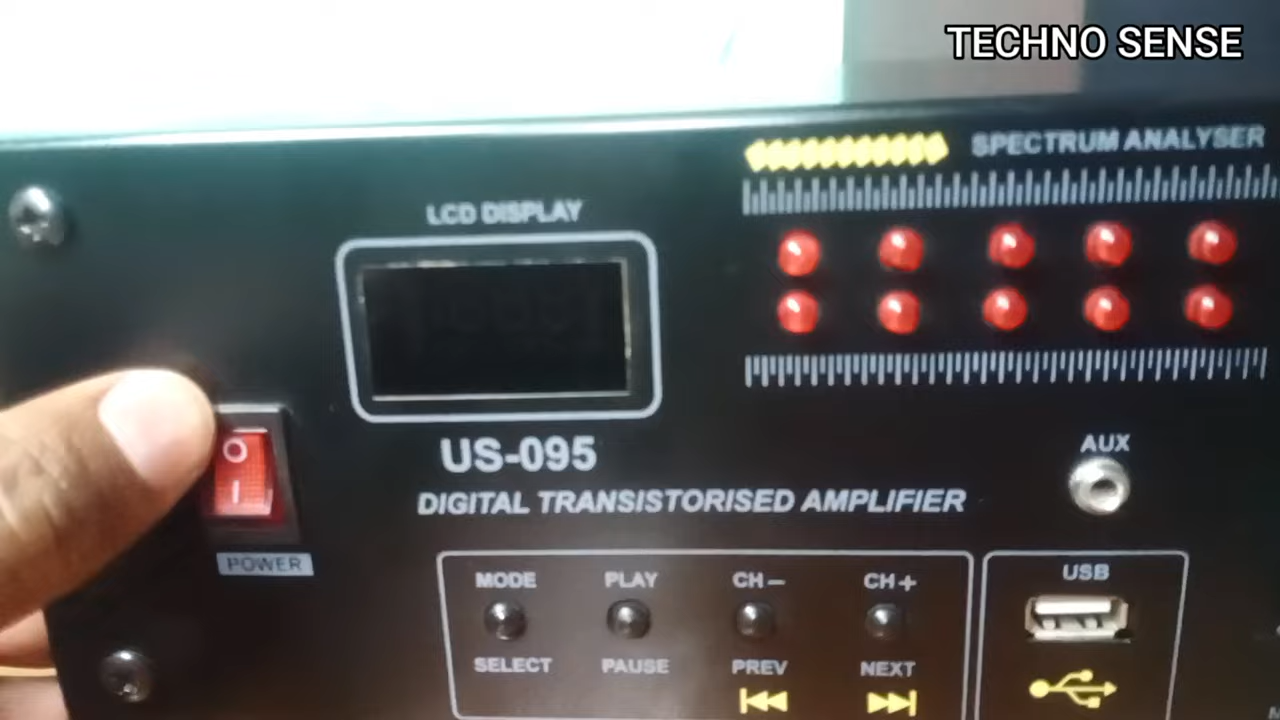 TECHNO SENSE
SPECTRUM ANALYSER
LCD DISPLAY
US-095
DIGITAL TRANSISTORISED AMPLIFIER
AUX
O
I
POWER
MODE PLAY CH− CH+
SELECT PAUSE PREV NEXT
USB